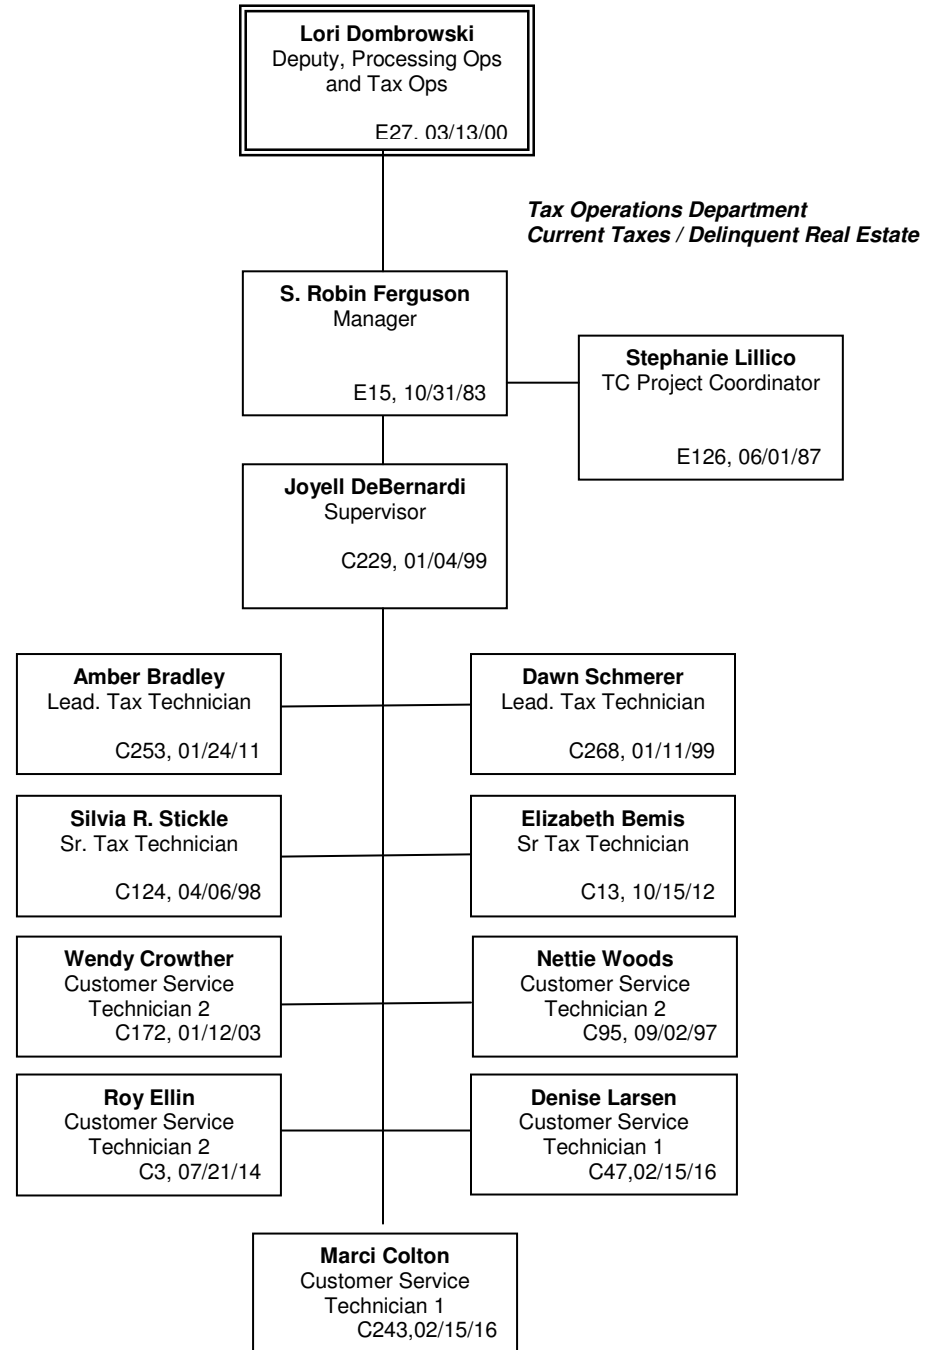 Lori Dombrowski
Deputy, Processing Ops
and Tax Ops
E27, 03/13/00
Tax Operations Department
Current Taxes / Delinquent Real Estate
S. Robin Ferguson
Manager
E15, 10/31/83
Stephanie Lillico
TC Project Coordinator
E126, 06/01/87
Joyell DeBernardi
Supervisor
C229, 01/04/99
Amber Bradley
Lead. Tax Technician
C253, 01/24/11
Dawn Schmerer
Lead. Tax Technician
C268, 01/11/99
Silvia R. Stickle
Sr. Tax Technician
C124, 04/06/98
Elizabeth Bemis
Sr Tax Technician
C13, 10/15/12
Wendy Crowther
Customer Service
Technician 2
C172, 01/12/03
Nettie Woods
Customer Service
Technician 2
C95, 09/02/97
Roy Ellin
Customer Service
Technician 2
C3, 07/21/14
Denise Larsen
Customer Service
Technician 1
C47,02/15/16
Marci Colton
Customer Service
Technician 1
C243,02/15/16